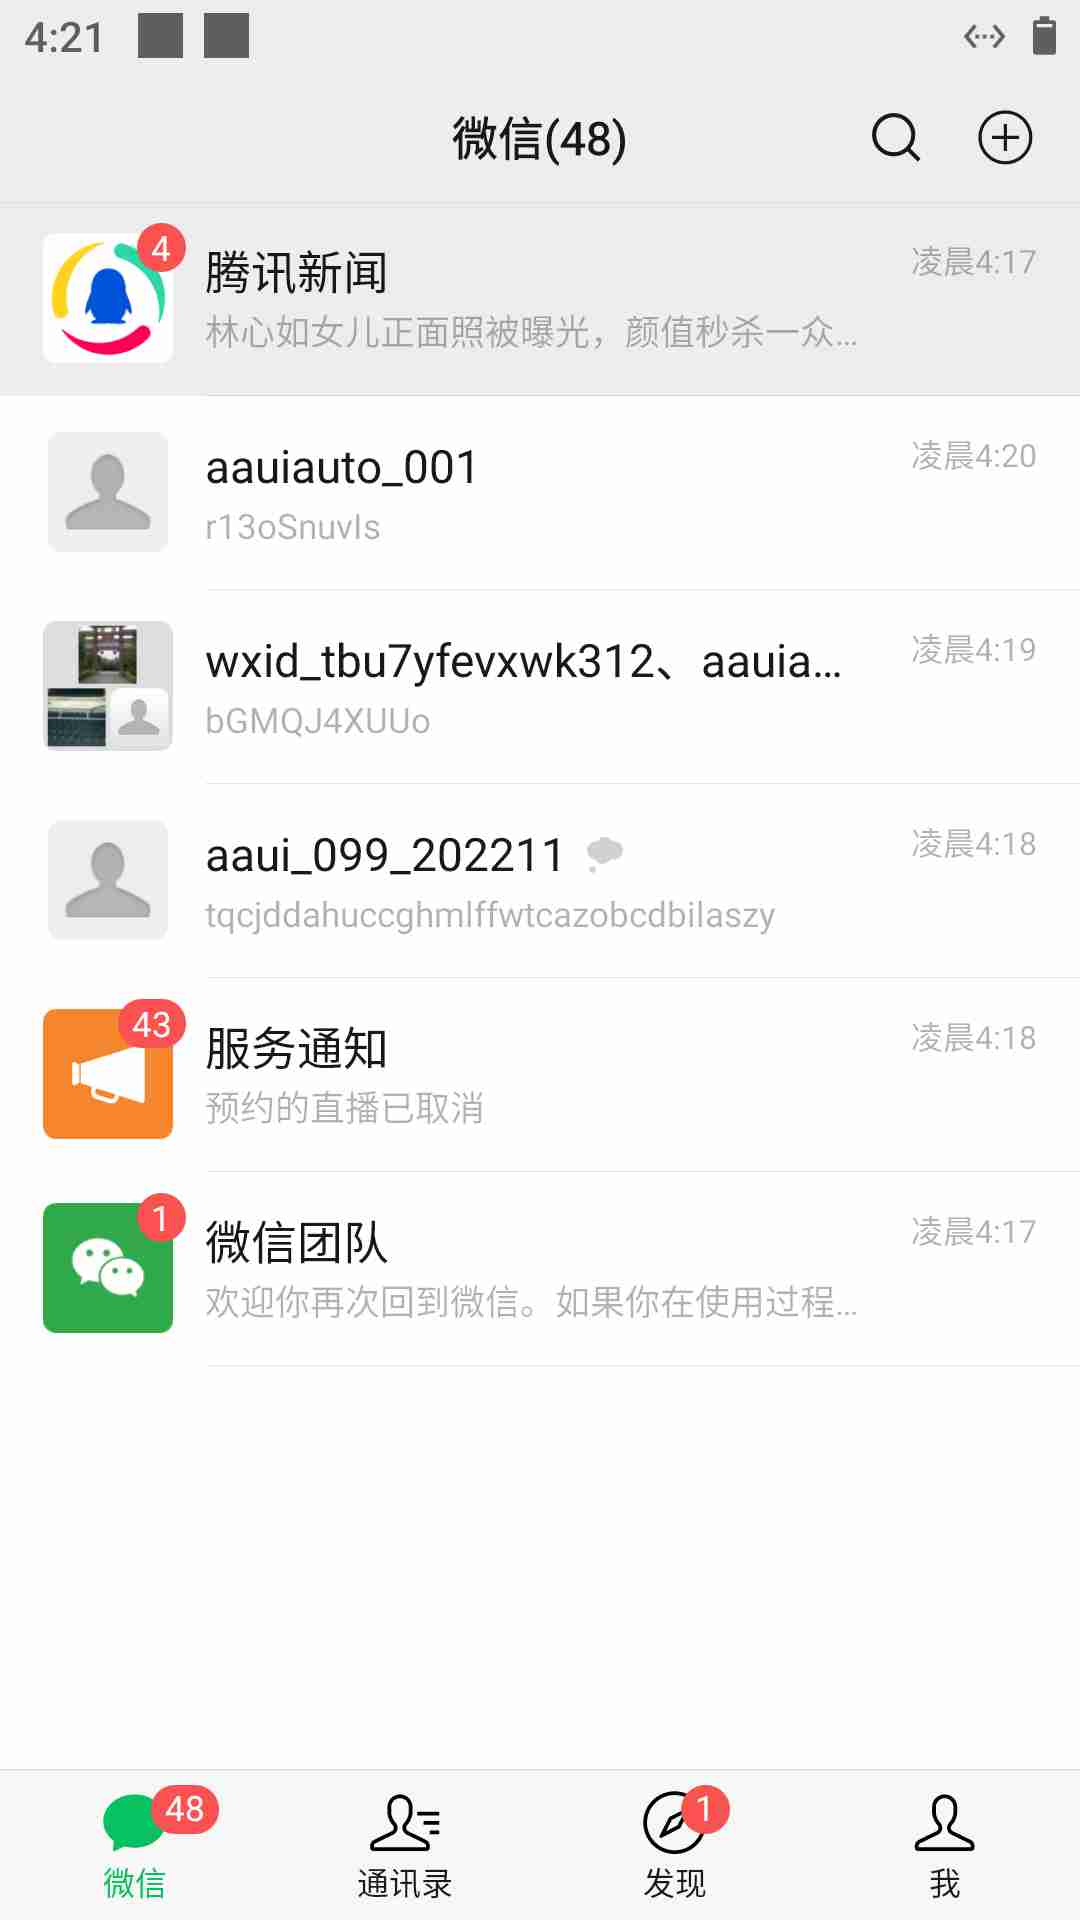 4:21
微信(48)
4
腾讯新闻
凌晨4:17
林心如女儿正面照被曝光，颜值秒杀一众...
aauiauto_001
凌晨4:20
r13oSnuvIs
wxid_tbu7yfevxwk312、aauia...
凌晨4:19
bGMQJ4XUUo
aaui_099_202211
凌晨4:18
tqcjddahuccghmlffwtcazobcdbilaszy
43
服务通知
凌晨4:18
预约的直播已取消
1
微信团队
凌晨4:17
欢迎你再次回到微信。如果你在使用过程...
48
1
微信
通讯录
发现
我